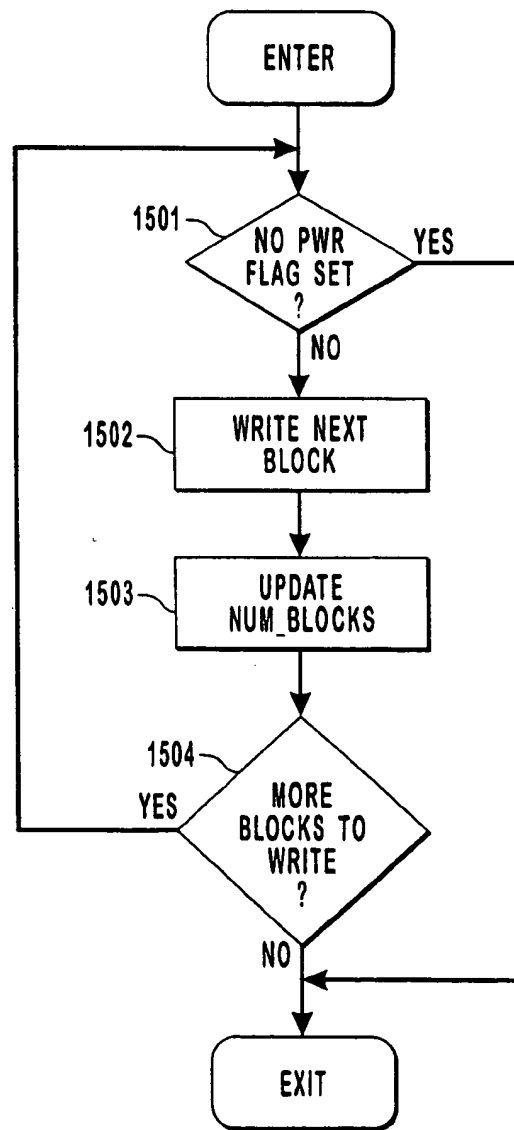 ENTER
1501
NO PWR
FLAG SET
?
YES
NO
1502
WRITE NEXT
BLOCK
1503
UPDATE
NUM_BLOCKS
1504
YES
MORE
BLOCKS TO
WRITE
?
NO
EXIT